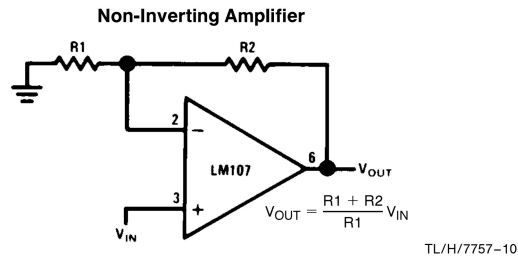 Non-Inverting Amplifier
R1
R2
2
−
LM107
6
V_OUT
3
+
V_IN
V_OUT = (R1 + R2)/R1 V_IN
TL/H/7757–10